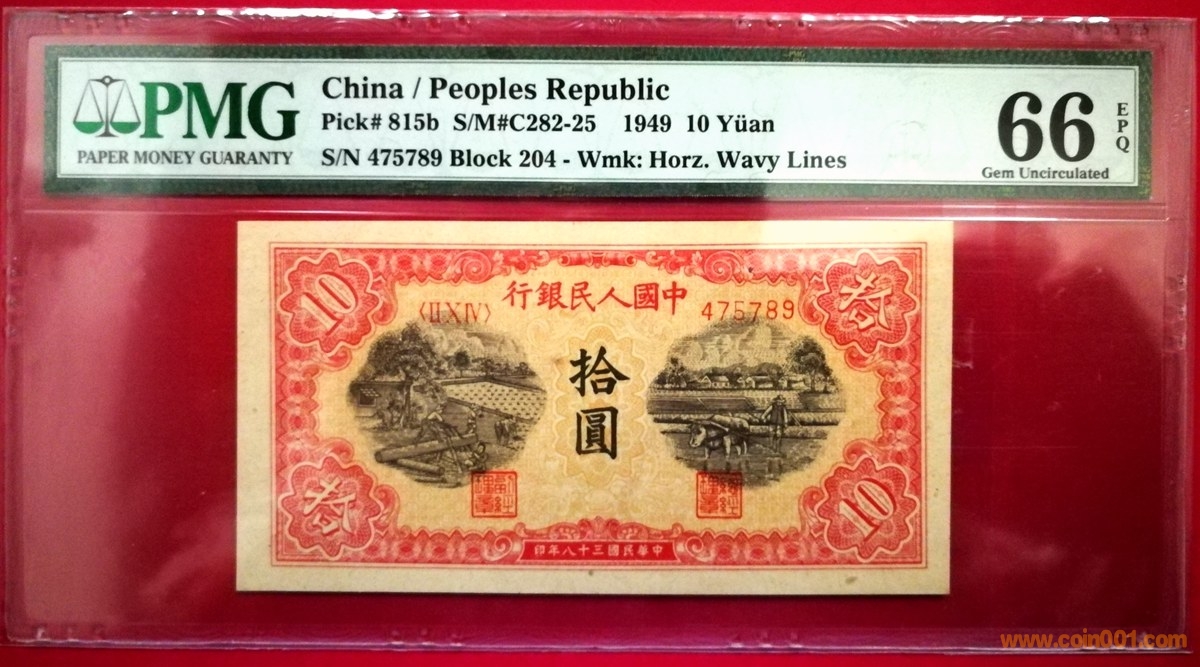 PMG
PAPER MONEY GUARANTY
China / Peoples Republic
Pick# 815b S/M#C282-25 1949 10 Yüan
S/N 475789 Block 204 - Wmk: Horz. Wavy Lines
66
EPQ
Gem Uncirculated
10
行銀民人國中
拾
〈II X IV〉
475789
拾
圓
拾
10
印年八十三國民華中
www.coin001.com